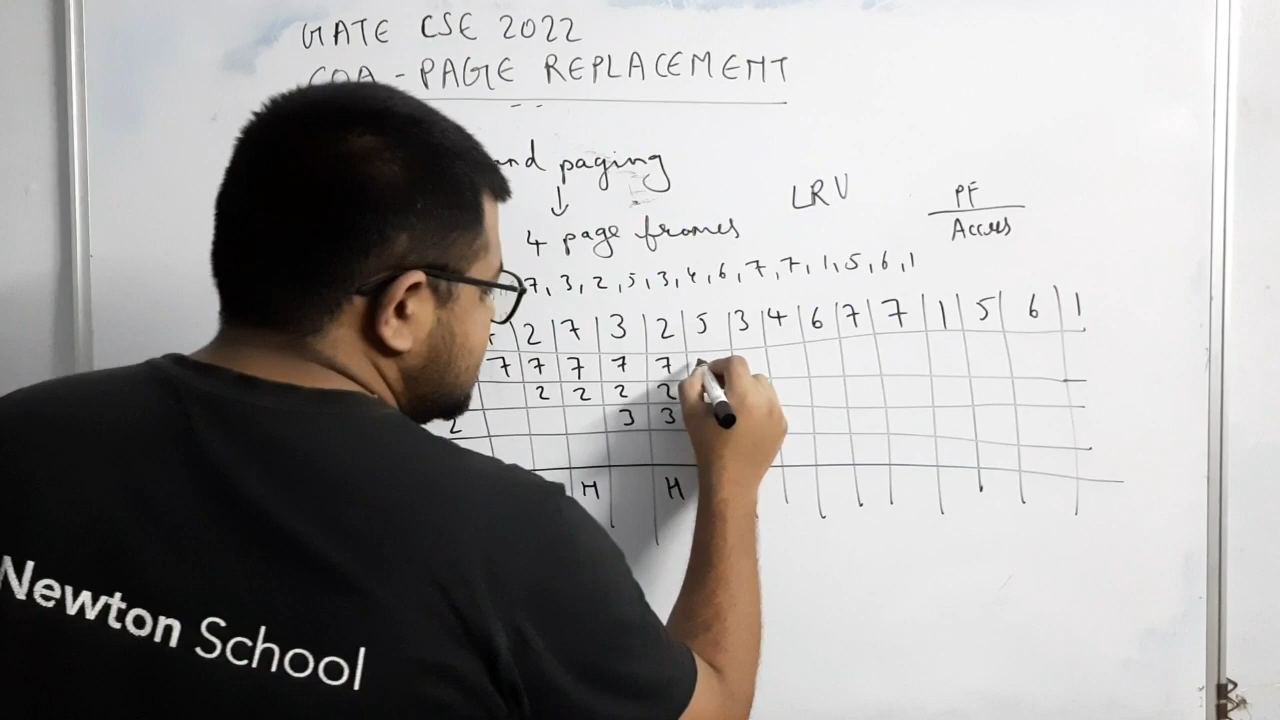 GATE CSE 2022
COA - PAGE REPLACEMENT
and paging
LRU
PF
↓
4 page frames
Access
7, 3, 2, 5, 3, 4, 6, 7, 7, 1, 5, 6, 1
2 7 3 2 5 3 4 6 7 7 1 5 6 1
7 7 7 7 7
2 2 2 2
2 3 3
H H
Newton School